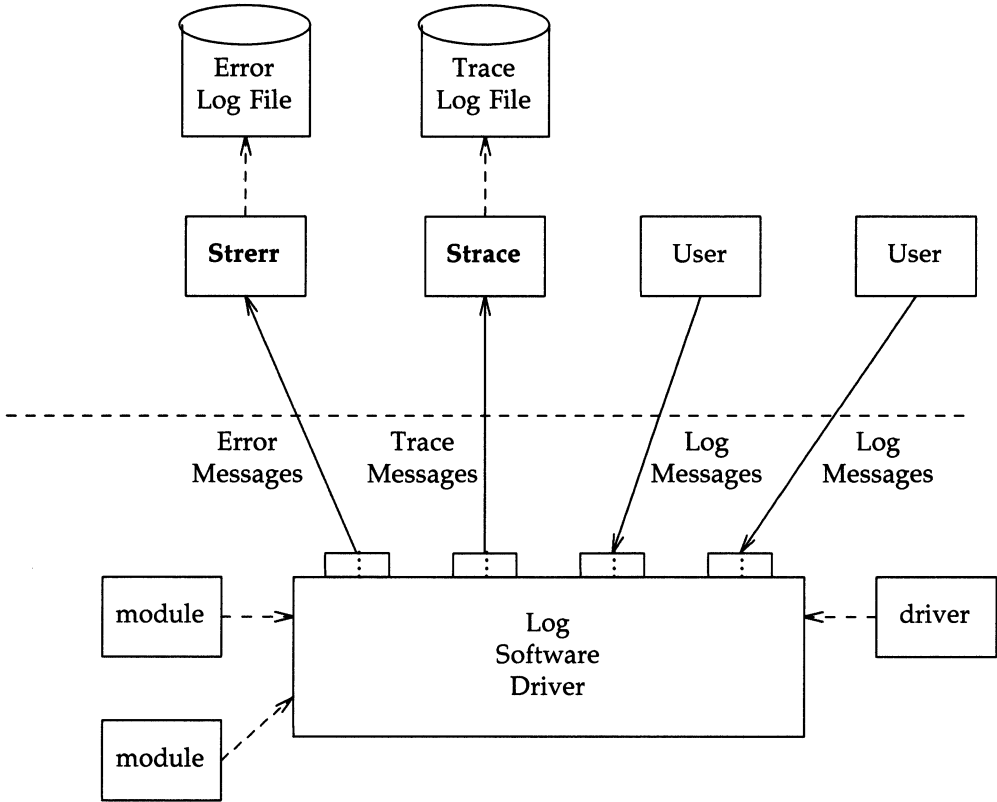 Error
Log File
Trace
Log File
Strerr
Strace
User
User
Error
Messages
Trace
Messages
Log
Messages
Log
Messages
module
Log
Software
Driver
driver
module